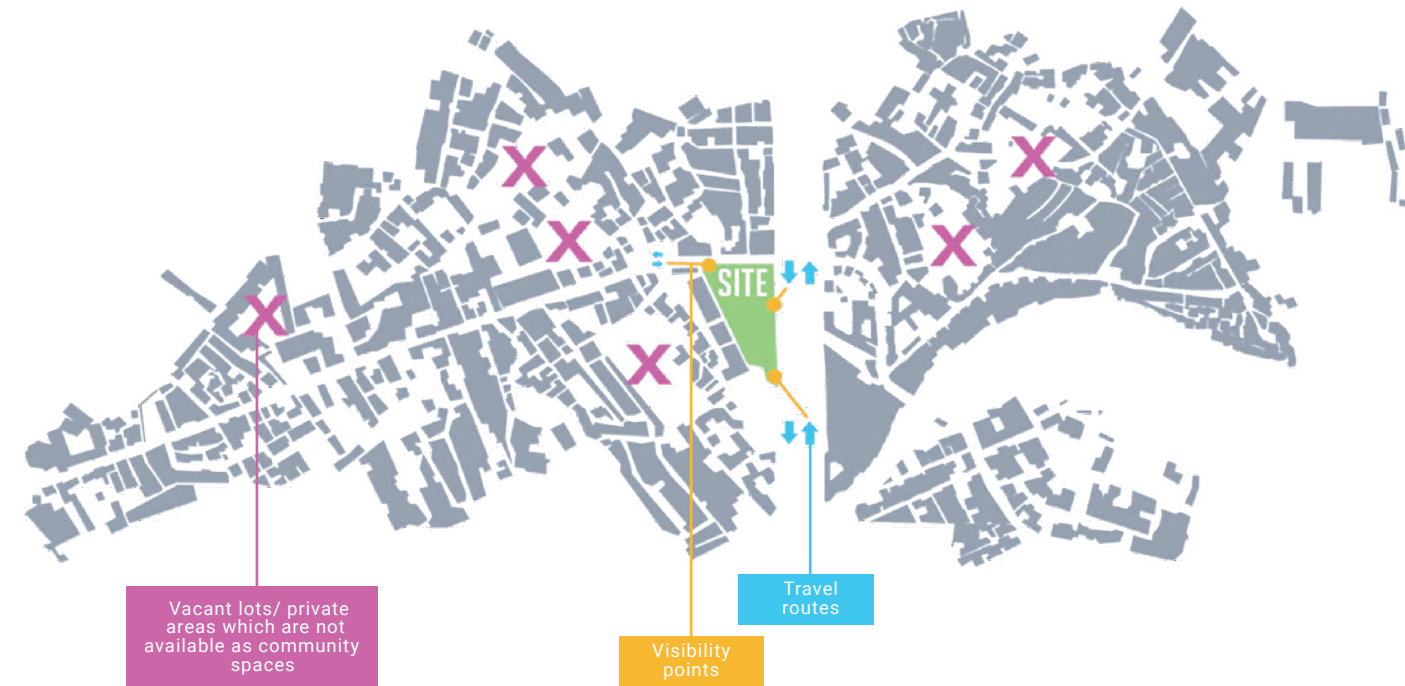 SITE
Vacant lots/ private
areas which are not
available as community
spaces
Visibility
points
Travel
routes